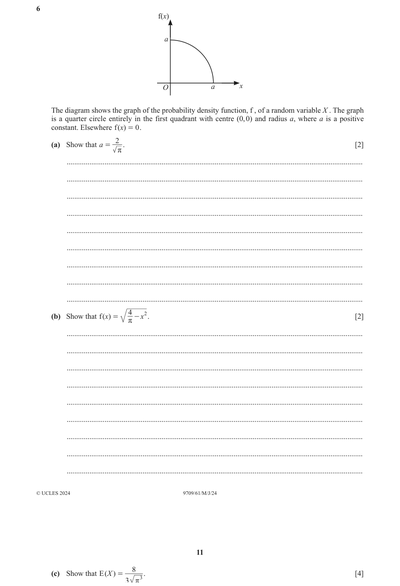 6
f(x)
a
O
a
x
The diagram shows the graph of the probability density function, f , of a random variable X . The graph
is a quarter circle entirely in the first quadrant with centre (0, 0) and radius a, where a is a positive
constant. Elsewhere f(x) = 0.
(a) Show that a = 2/√π. [2]
(b) Show that f(x) = √(4/π − x²). [2]
© UCLES 2024 9709/61/M/J/24
11
(c) Show that E(X) = 8/(3√π³). [4]